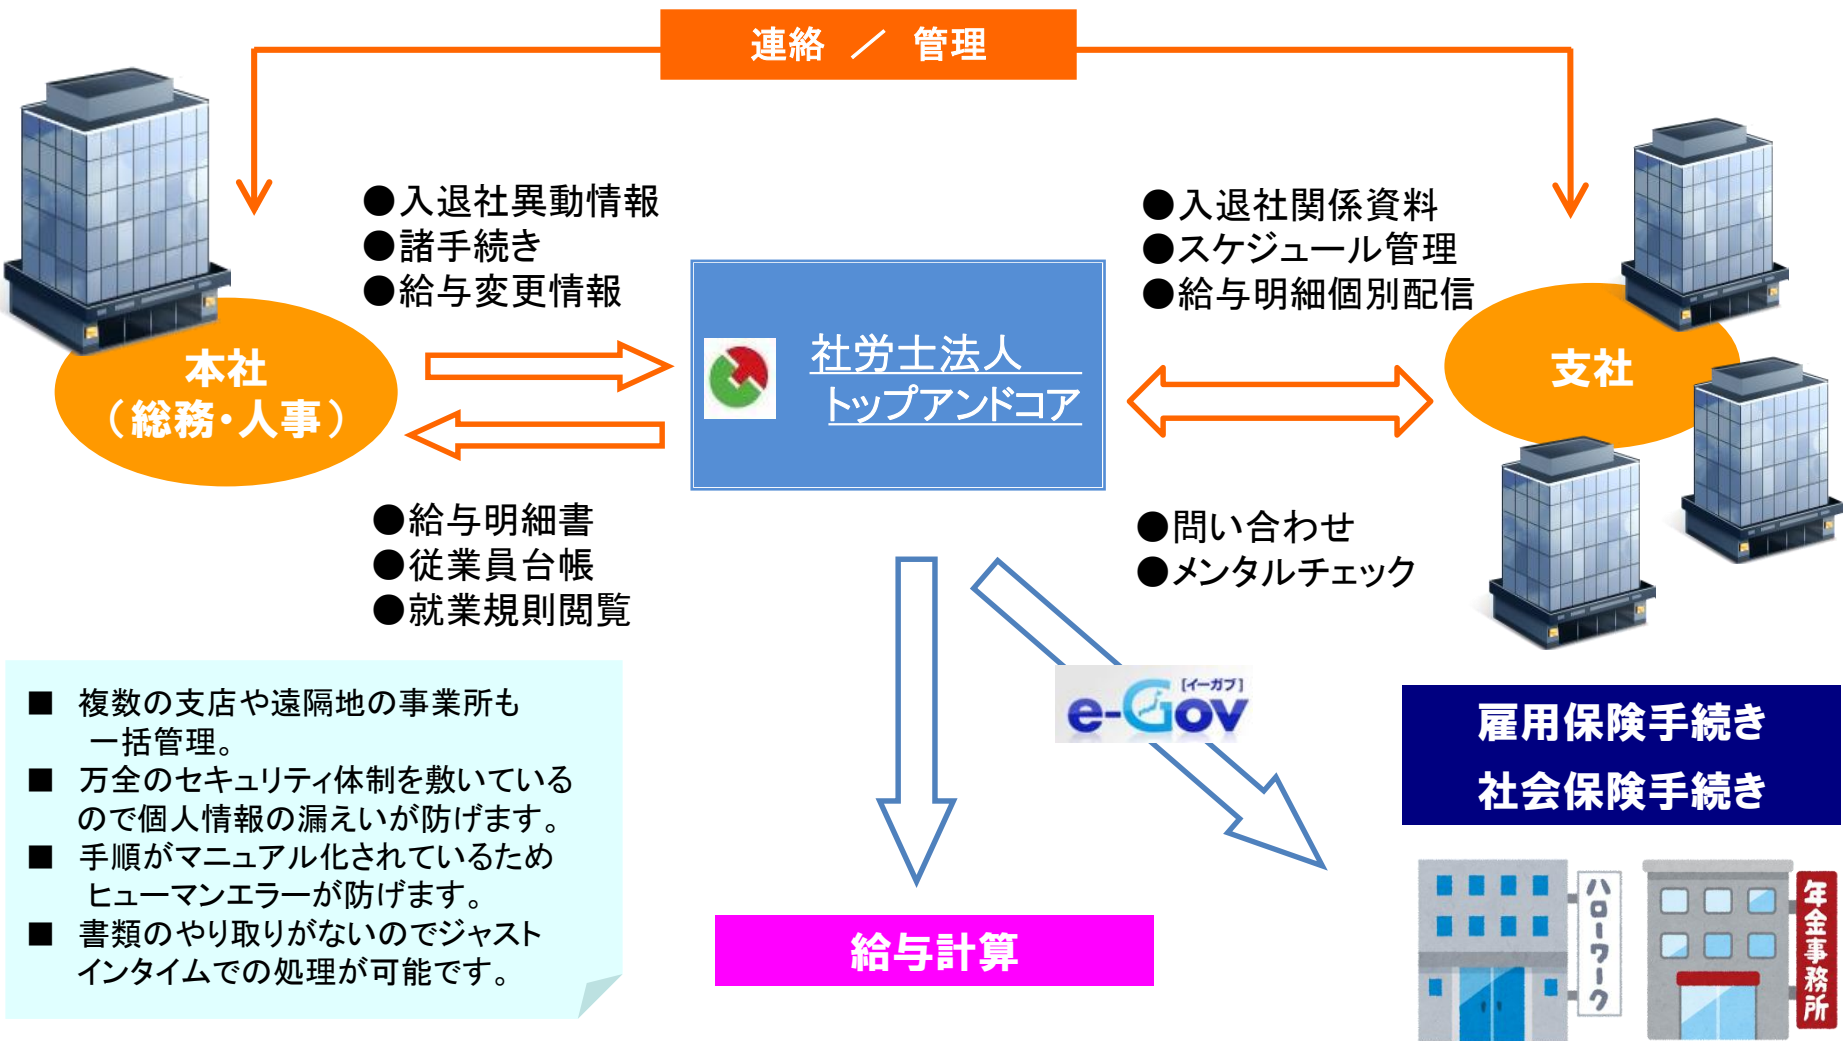 連絡 ／ 管理
●入退社異動情報
●諸手続き
●給与変更情報
●入退社関係資料
●スケジュール管理
●給与明細個別配信
本社
（総務・人事）
社労士法人
トップアンドコア
支社
●給与明細書
●従業員台帳
●就業規則閲覧
●問い合わせ
●メンタルチェック
■ 複数の支店や遠隔地の事業所も
一括管理。
■ 万全のセキュリティ体制を敷いている
ので個人情報の漏えいが防げます。
■ 手順がマニュアル化されているため
ヒューマンエラーが防げます。
■ 書類のやり取りがないのでジャスト
インタイムでの処理が可能です。
[イーガブ]
e-Gov
雇用保険手続き
社会保険手続き
給与計算
ハローワーク
年金事務所